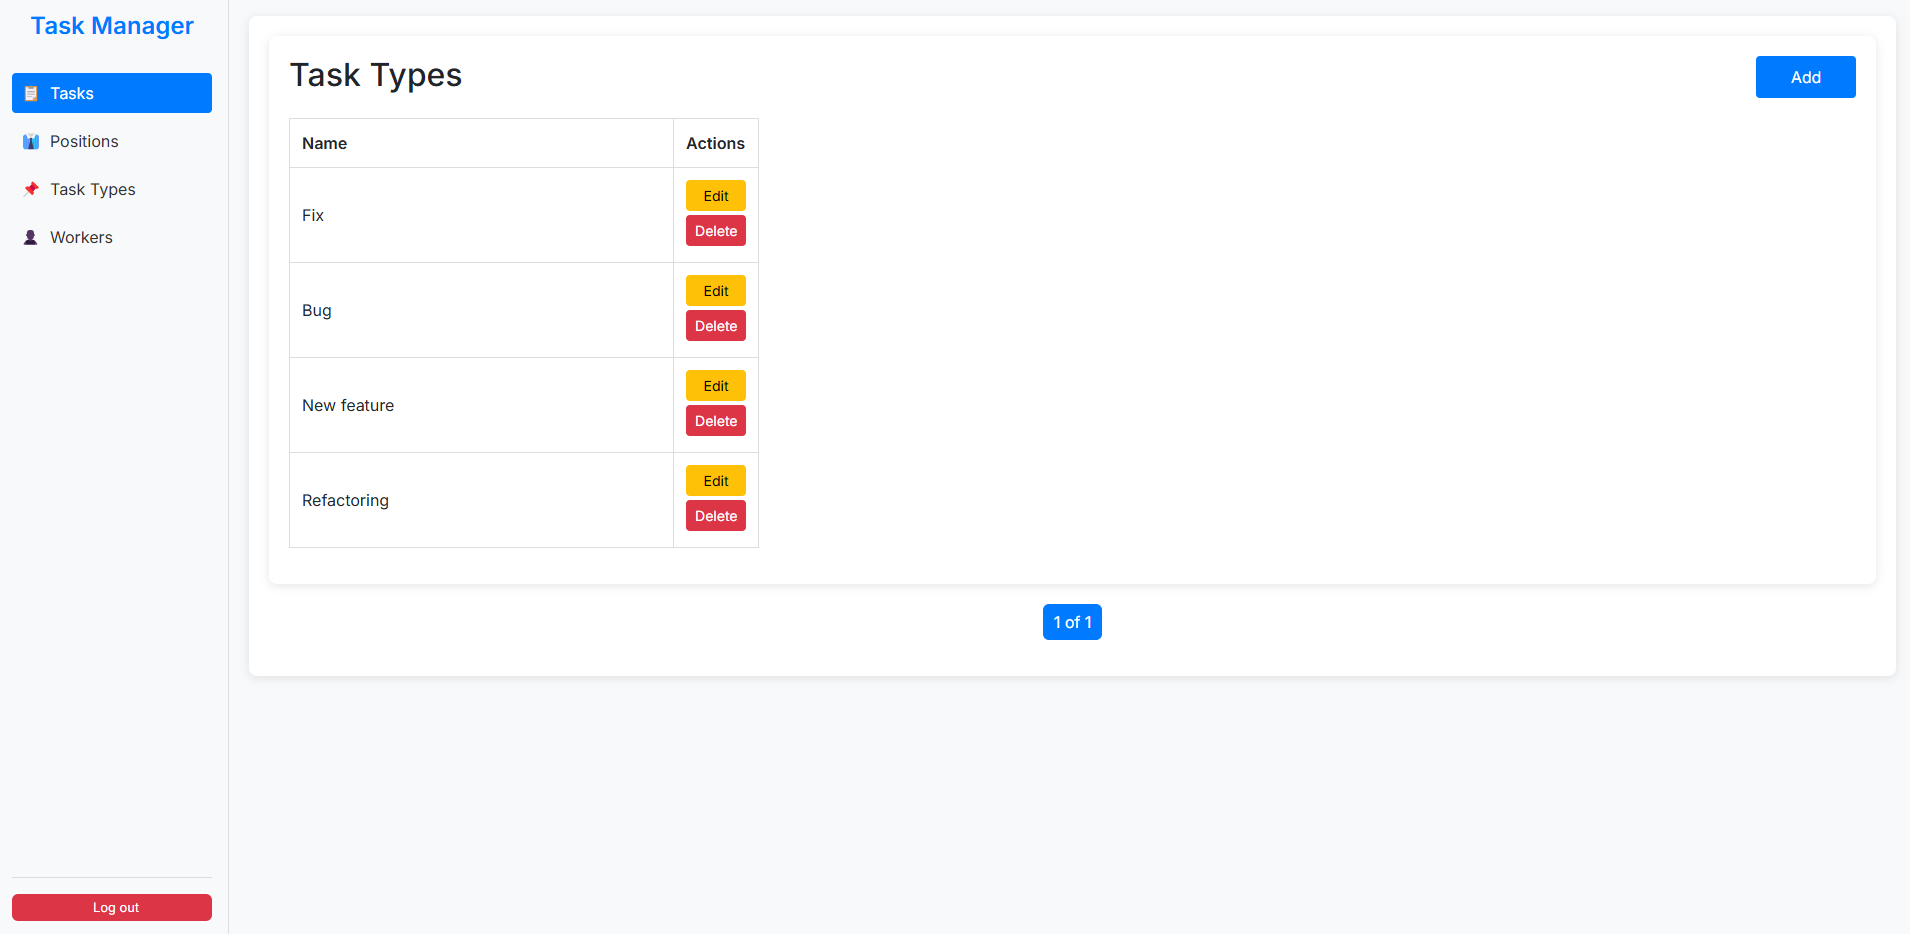 Task Manager
Tasks
Positions
Task Types
Workers
Log out
Task Types
Add
Name Actions
Fix
Edit
Delete
Bug
Edit
Delete
New feature
Edit
Delete
Refactoring
Edit
Delete
1 of 1